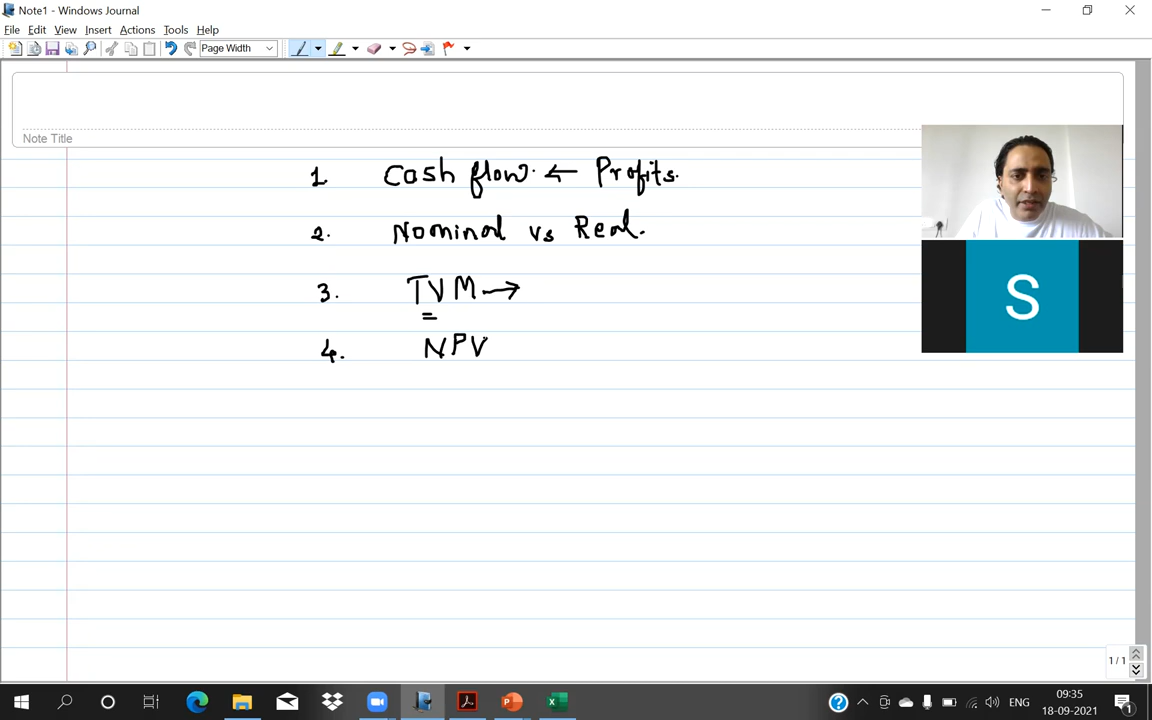 Note1 - Windows Journal
File Edit View Insert Actions Tools Help
Page Width
Note Title
1 Cash flow. ← Profits.
2. Nominal vs Real.
3. TVM →
4. NPV
S
1/1
09:35
ENG
18-09-2021
1